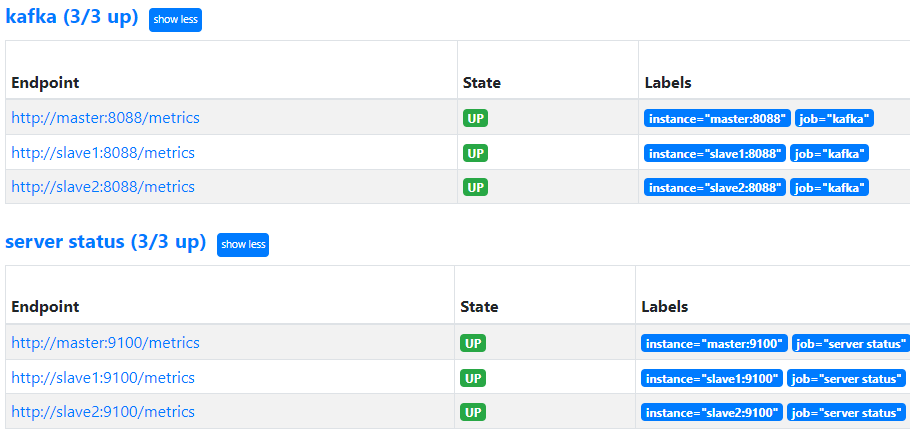 kafka (3/3 up) show less
Endpoint State Labels
http://master:8088/metrics UP instance="master:8088" job="kafka"
http://slave1:8088/metrics UP instance="slave1:8088" job="kafka"
http://slave2:8088/metrics UP instance="slave2:8088" job="kafka"
server status (3/3 up) show less
Endpoint State Labels
http://master:9100/metrics UP instance="master:9100" job="server status"
http://slave1:9100/metrics UP instance="slave1:9100" job="server status"
http://slave2:9100/metrics UP instance="slave2:9100" job="server status"